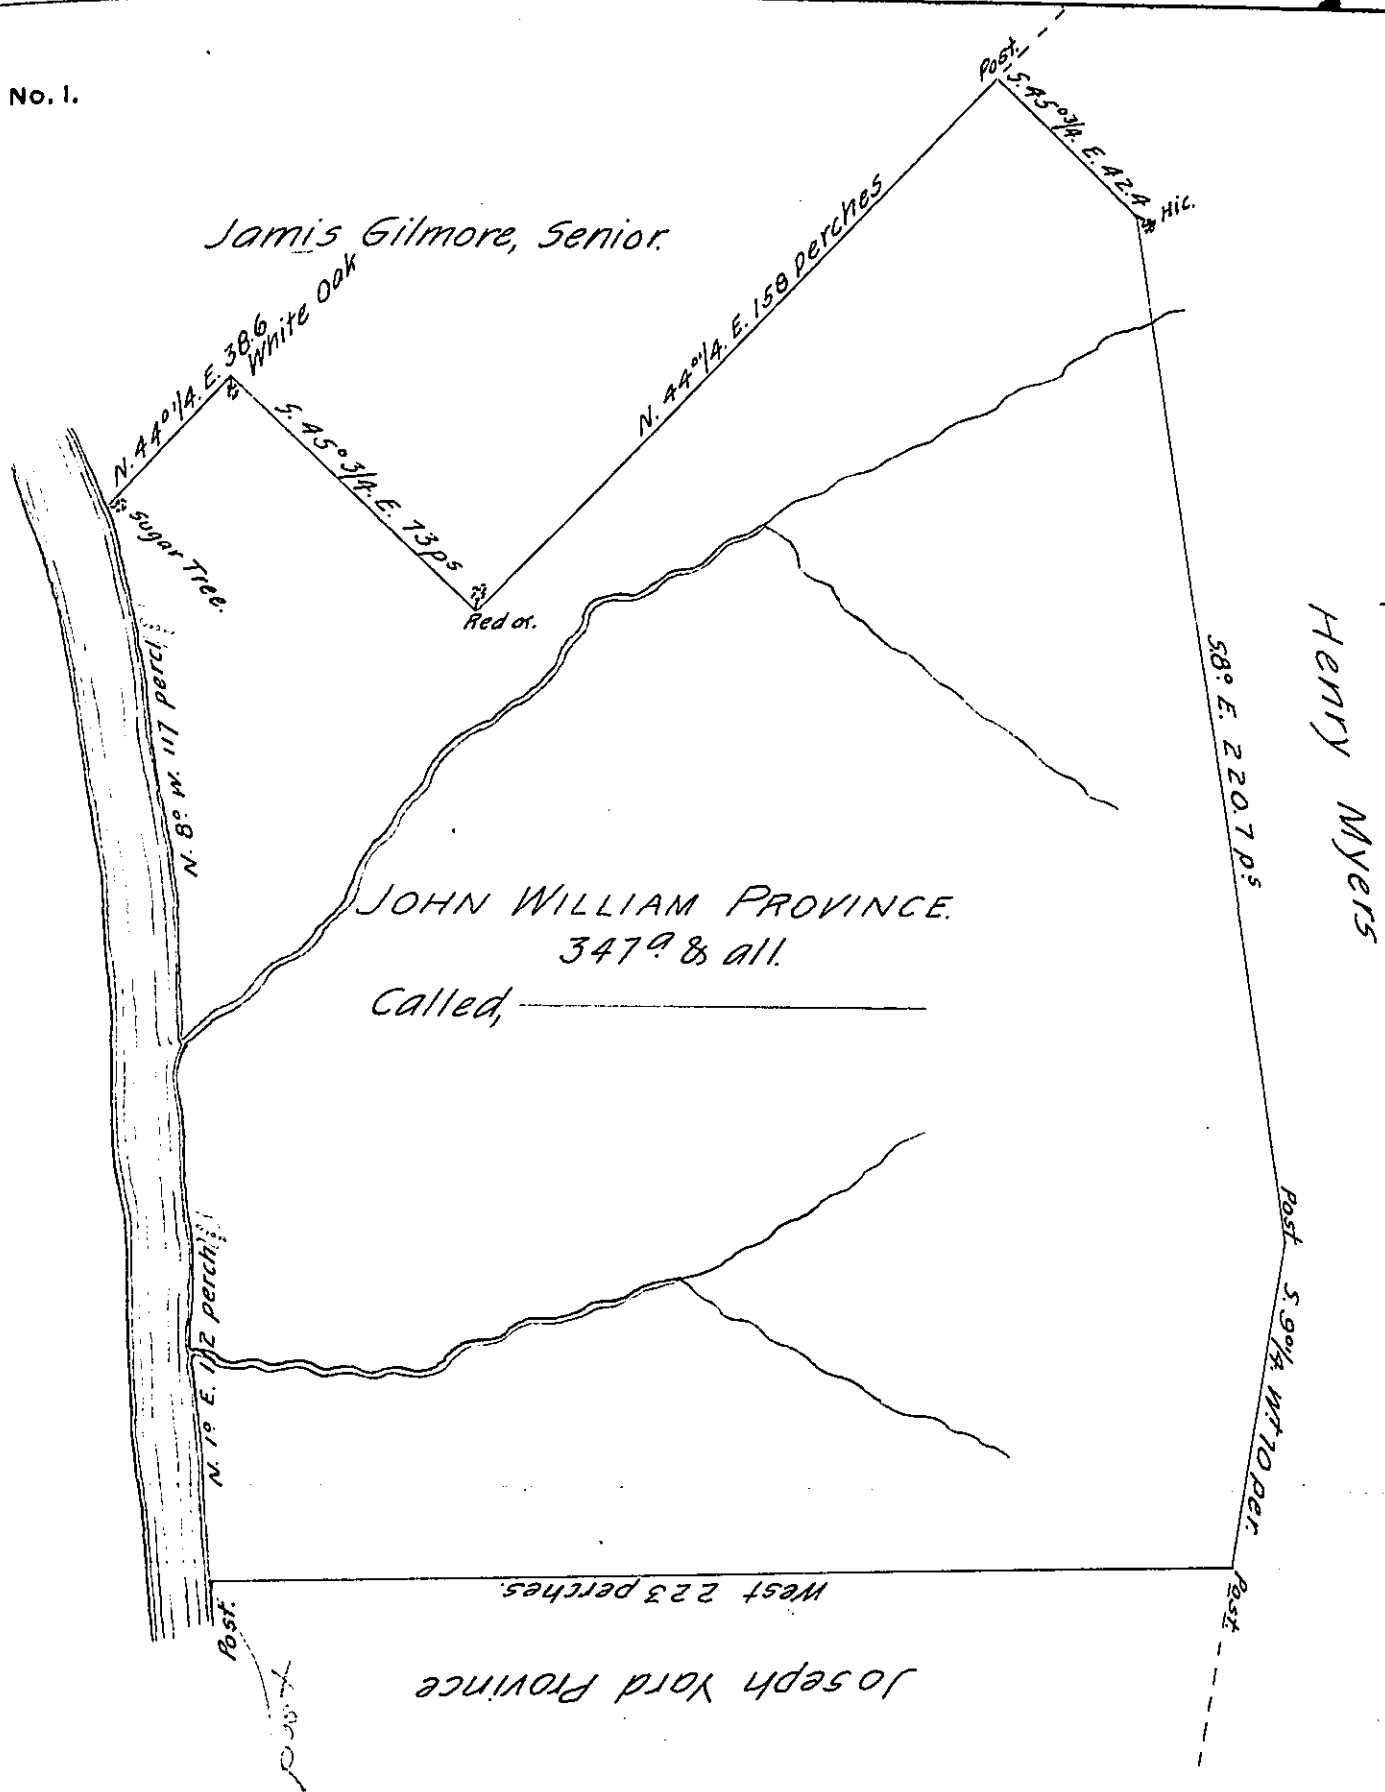 No. 1.
Post.
S. 45° 3/4. E. 42.4
Hic.
Jamis Gilmore, Senior.
N. 44° 1/4. E. 158 perches
N. 44° 1/4. E. 38.6
White Oak
S. 45° 3/4. E. 73 ps
Sugar Tree.
Red o.
N. 8° W. 117 perch
S8° E. 220.7 ps
Henry Myers
JOHN WILLIAM PROVINCE.
347a & all.
Called,
Post
N. 1° E. 112 perch
S. 9° 1/4. Wt 70 per.
West 223 perches.
Post.
Post.
Joseph Yard Province